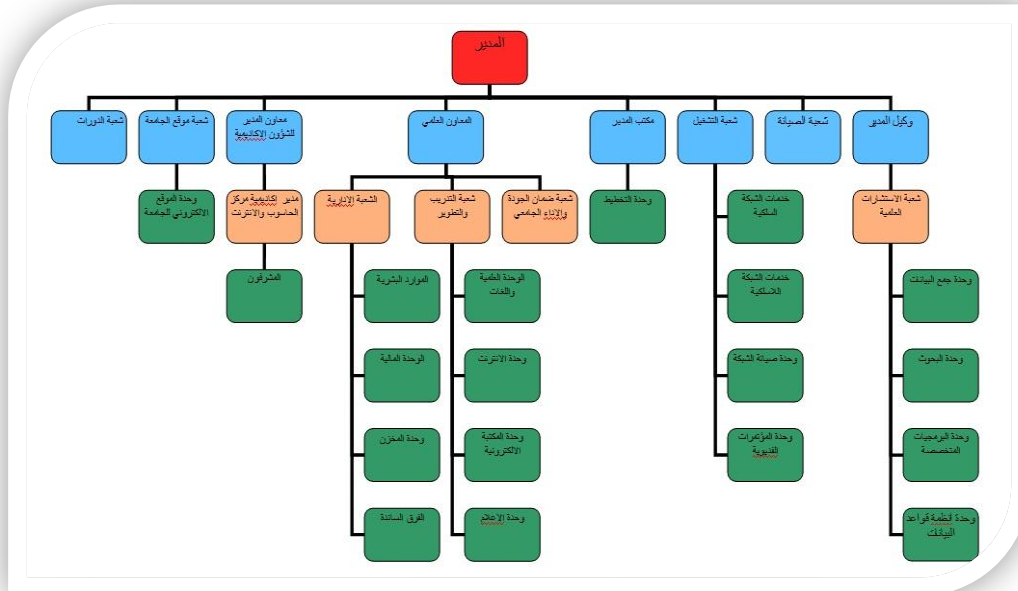 المدير
وكيل المدير
شعبة الصيانة
شعبة التشغيل
مكتب المدير
المعاون العلمي
معاون المدير
للشؤون الاكاديمية
شعبة موقع الجامعة
شعبة الدورات
شعبة الاستشارات
العلمية
خدمات الشبكة
السلكية
وحدة التخطيط
شعبة ضمان الجودة
والاداء الجامعي
شعبة التدريب
والتطوير
الشعبة الادارية
مدير اكاديمية مركز
الحاسوب والانترنت
وحدة الموقع
الالكتروني للجامعة
وحدة جمع البيانات
خدمات الشبكة
اللاسلكية
الوحدة العلمية
واللغات
الموارد البشرية
المشرفون
وحدة البحوث
وحدة صيانة الشبكة
وحدة الانترنت
الوحدة المالية
وحدة البرمجيات
المتخصصة
وحدة المؤتمرات
الفديوية
وحدة المكتبة
الالكترونية
وحدة المخزن
وحدة انظمة قواعد
البيانات
وحدة الاعلام
الفرق الساندة